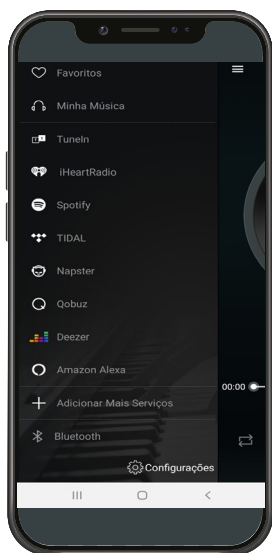 Favoritos
Minha Música
TuneIn
iHeartRadio
Spotify
TIDAL
Napster
Qobuz
Deezer
Amazon Alexa
00:00
Adicionar Mais Serviços
Bluetooth
Configurações